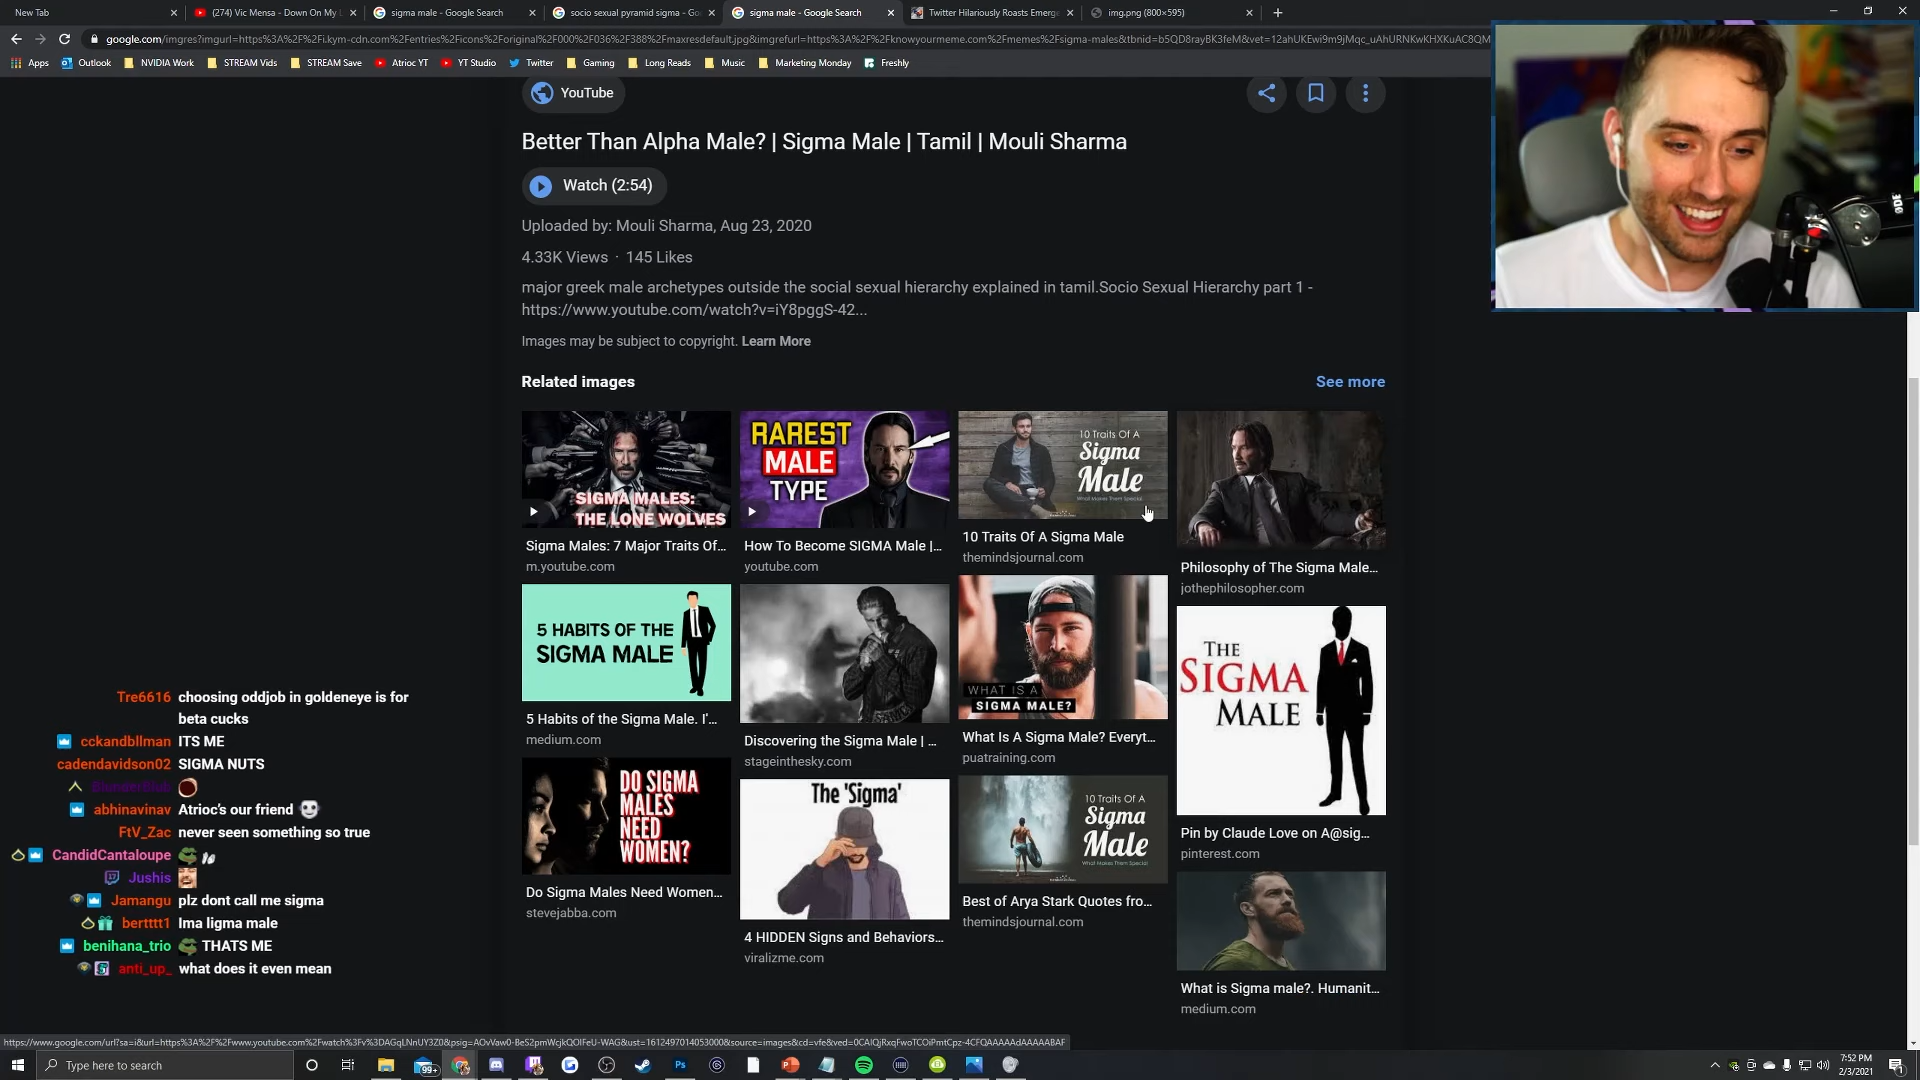 New Tab
(274) Vic Mensa - Down On My L
sigma male - Google Search
socio sexual pyramid sigma - Go
sigma male - Google Search
Twitter Hilariously Roasts Emerg
img.png (800×595)
Apps
Outlook
NVIDIA Work
STREAM Vids
STREAM Save
Atrioc YT
YT Studio
Twitter
Gaming
Long Reads
Music
Marketing Monday
Freshly
YouTube
Better Than Alpha Male? | Sigma Male | Tamil | Mouli Sharma
Watch (2:54)
Uploaded by: Mouli Sharma, Aug 23, 2020
4.33K Views · 145 Likes
major greek male archetypes outside the social sexual hierarchy explained in tamil.Socio Sexual Hierarchy part 1 -
https://www.youtube.com/watch?v=iY8pggS-42...
Images may be subject to copyright. Learn More
Related images
See more
SIGMA MALES:
THE LONE WOLVES
Sigma Males: 7 Major Traits Of...
m.youtube.com
RAREST
MALE
TYPE
How To Become SIGMA Male |...
youtube.com
10 Traits Of A
Sigma
Male
What Makes Them Special
10 Traits Of A Sigma Male
themindsjournal.com
Philosophy of The Sigma Male...
jothephilosopher.com
5 HABITS OF THE
SIGMA MALE
5 Habits of the Sigma Male. I'...
medium.com
Discovering the Sigma Male | ...
stageinthesky.com
WHAT IS A
SIGMA MALE?
What Is A Sigma Male? Everyt...
puatraining.com
THE
SIGMA
MALE
Pin by Claude Love on A@sig...
pinterest.com
DO SIGMA
MALES
NEED
WOMEN?
Do Sigma Males Need Women...
stevejabba.com
The 'Sigma'
4 HIDDEN Signs and Behaviors...
viralizme.com
10 Traits Of A
Sigma
Male
What Makes Them Special
Best of Arya Stark Quotes fro...
themindsjournal.com
What is Sigma male?. Humanit...
medium.com
Tre6616 choosing oddjob in goldeneye is for
beta cucks
cckandbllman ITS ME
cadendavidson02 SIGMA NUTS
abhinavinav Atrioc's our friend
FtV_Zac never seen something so true
CandidCantaloupe
Jushis
Jamangu plz dont call me sigma
bertttt1 Ima ligma male
benihana_trio THATS ME
anti_up_ what does it even mean
Type here to search
99+
7:52 PM
2/3/2021